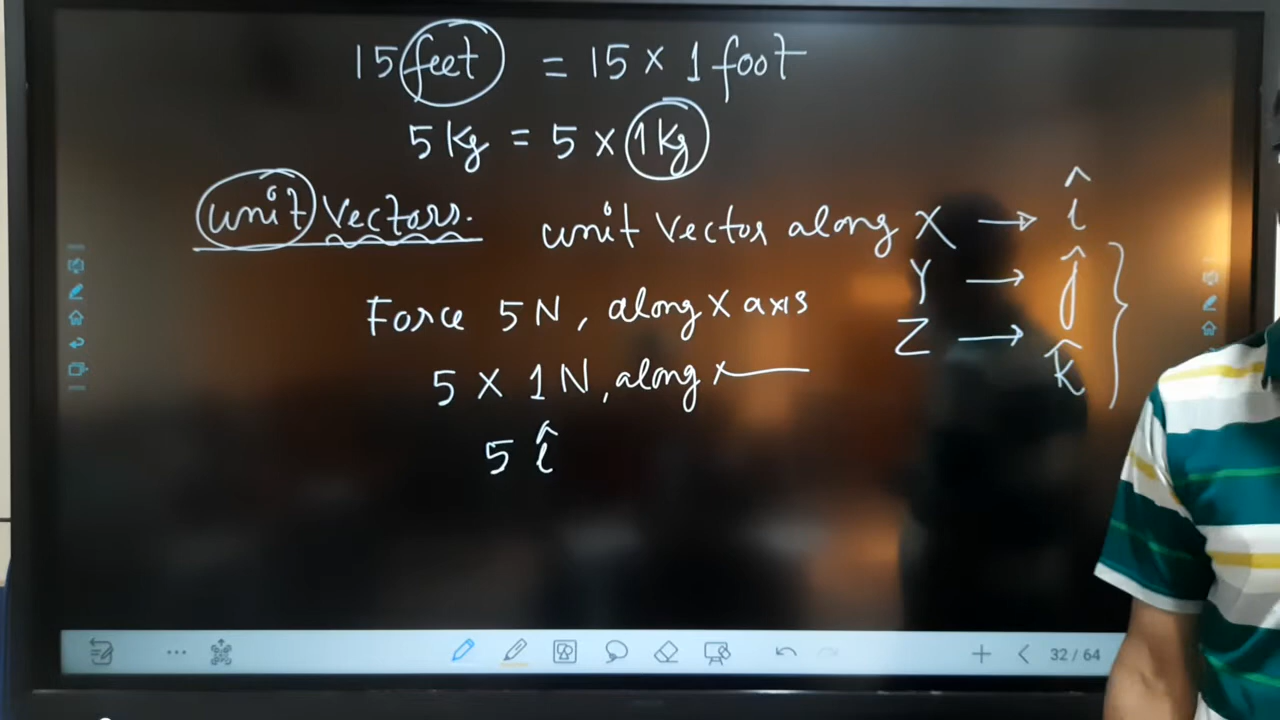 15 feet = 15 × 1 foot
5 Kg = 5 × 1 Kg
unit vectors. unit vector along X → î
Y → ĵ
Z → k̂
Force 5 N, along X axis
5 × 1 N, along x
5 î
32 / 64